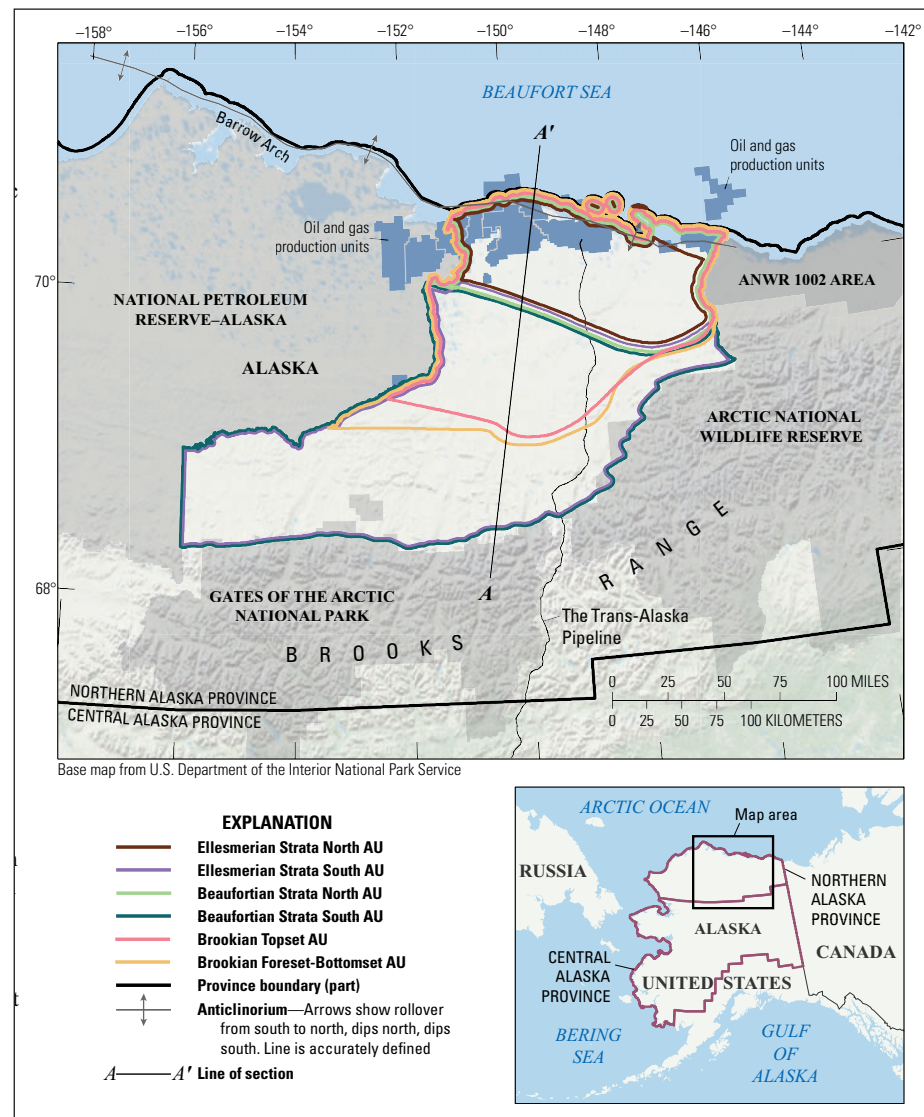 –158°
–156°
–154°
–152°
–150°
–148°
–146°
–144°
–142°
BEAUFORT SEA
Barrow Arch
A′
Oil and gas
production units
Oil and gas
production units
70°
ANWR 1002 AREA
NATIONAL PETROLEUM
RESERVE–ALASKA
ALASKA
ARCTIC NATIONAL
WILDLIFE RESERVE
68°
GATES OF THE ARCTIC
NATIONAL PARK
A
The Trans-Alaska
Pipeline
BROOKS RANGE
0 25 50 75 100 MILES
0 25 50 75 100 KILOMETERS
NORTHERN ALASKA PROVINCE
CENTRAL ALASKA PROVINCE
Base map from U.S. Department of the Interior National Park Service
EXPLANATION
Ellesmerian Strata North AU
Ellesmerian Strata South AU
Beaufortian Strata North AU
Beaufortian Strata South AU
Brookian Topset AU
Brookian Foreset-Bottomset AU
Province boundary (part)
Anticlinorium—Arrows show rollover
from south to north, dips north, dips
south. Line is accurately defined
A A′ Line of section
ARCTIC OCEAN
Map area
RUSSIA
NORTHERN
ALASKA
PROVINCE
ALASKA
CANADA
CENTRAL
ALASKA
PROVINCE
UNITED STATES
BERING
SEA
GULF
OF
ALASKA